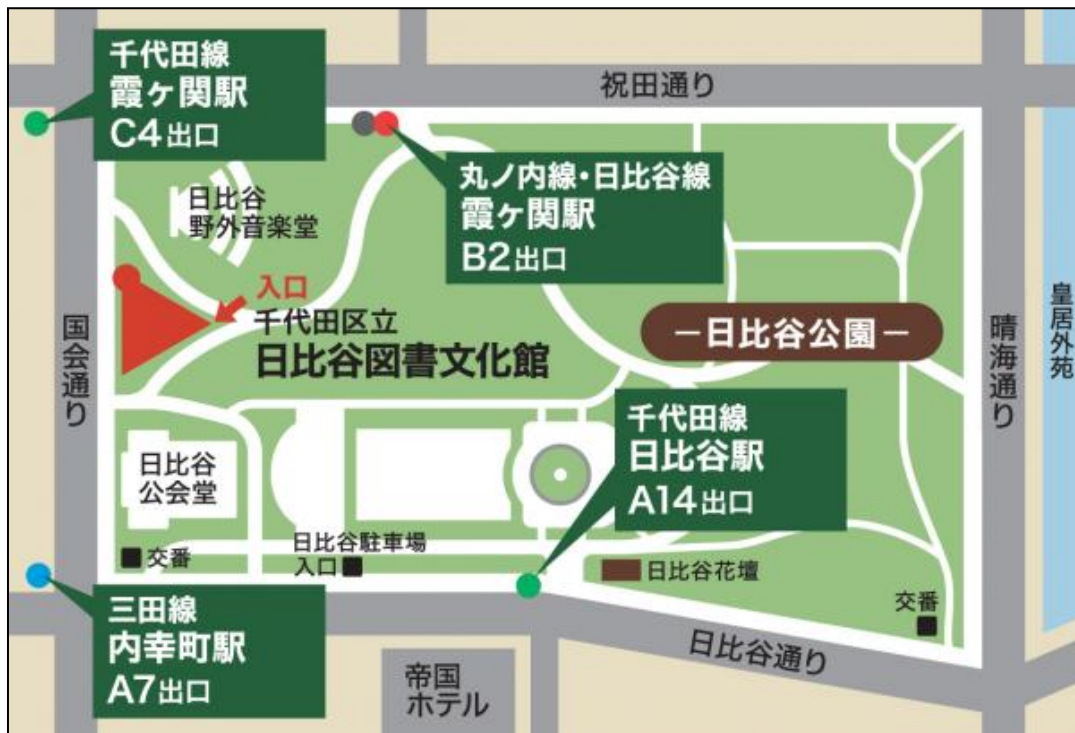 千代田線
霞ヶ関駅
C4出口
祝田通り
丸ノ内線・日比谷線
霞ヶ関駅
B2出口
日比谷
野外音楽堂
入口
千代田区立
日比谷図書文化館
国会通り
－日比谷公園－
晴海通り
皇居外苑
千代田線
日比谷駅
A14出口
日比谷
公会堂
交番
日比谷駐車場
入口
日比谷花壇
交番
三田線
内幸町駅
A7出口
帝国
ホテル
日比谷通り